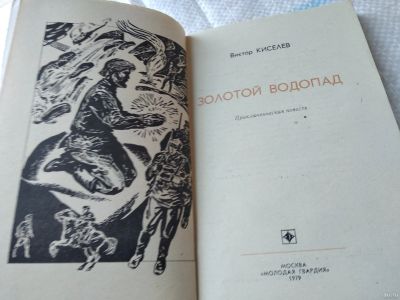 Виктор КИСЕЛЕВ
ЗОЛОТОЙ ВОДОПАД
Приключенческая повесть
МОСКВА
«МОЛОДАЯ ГВАРДИЯ»
1979